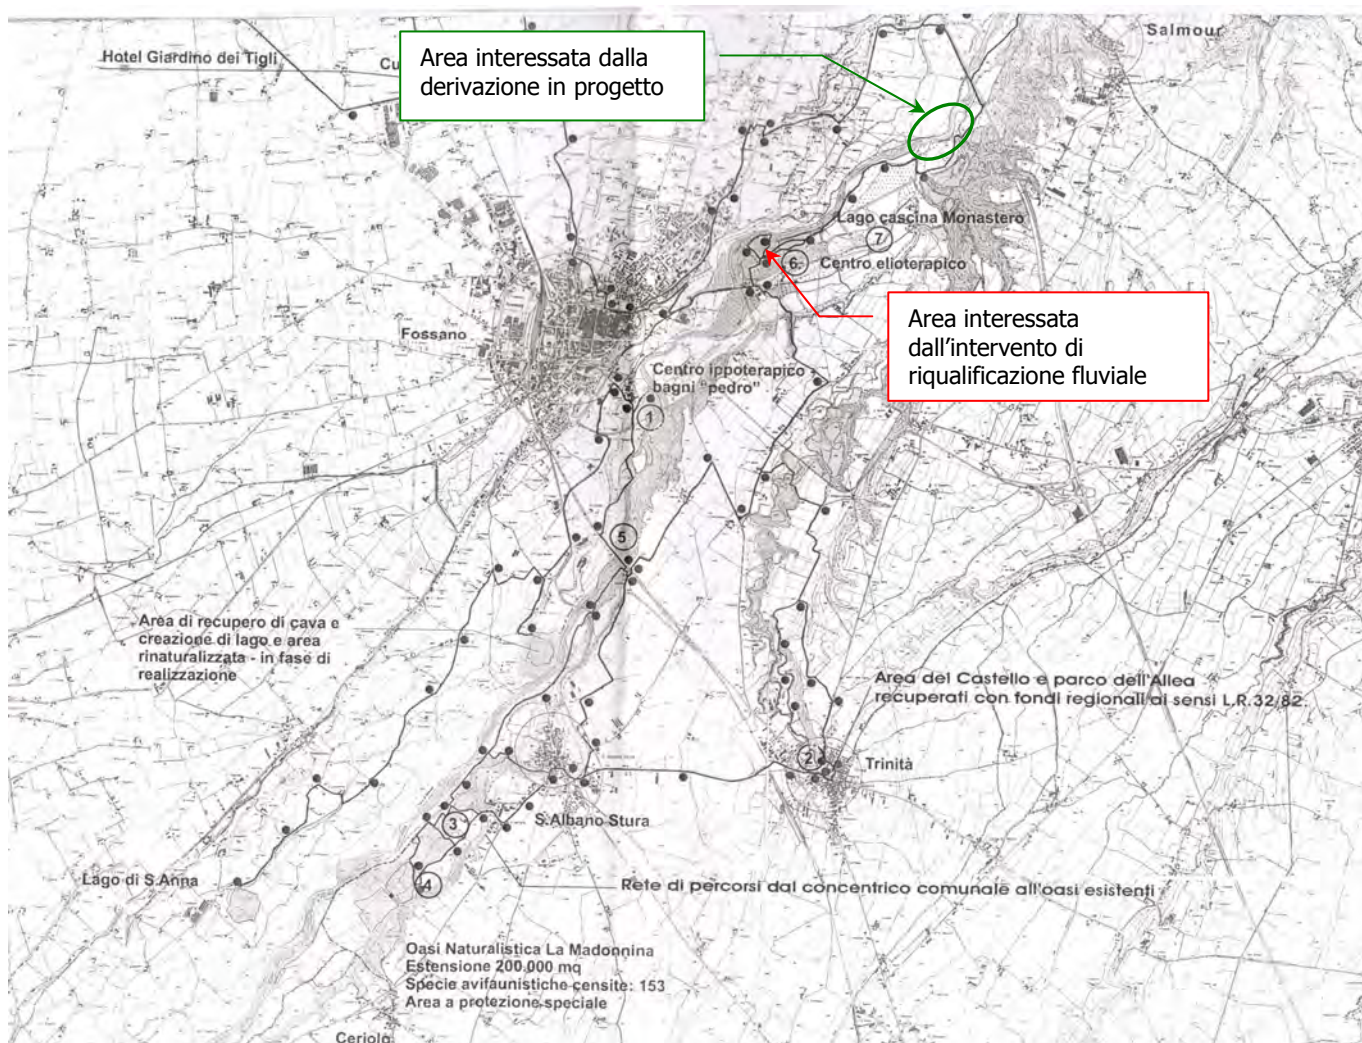 Salmour
Hotel Giardino dei Tigli
Cu
Area interessata dalla
derivazione in progetto
Lago cascina Monastero
7
6
Centro elioterapico
Area interessata
dall'intervento di
riqualificazione fluviale
Fossano
Centro ippoterapico -
bagni "pedro"
1
5
Area di recupero di cava e
creazione di lago e area
rinaturalizzata - in fase di
realizzazione
Area del Castello e parco dell'Allea
recuperati con fondi regionali ai sensi L.R.32/82.
2
Trinità
3
S.Albano Stura
4
Lago di S.Anna
Rete di percorsi dal concentrico comunale all'oasi esistenti
Oasi Naturalistica La Madonnina
Estensione 200.000 mq
Specie avifaunistiche censite: 153
Area a protezione speciale
Ceriolo